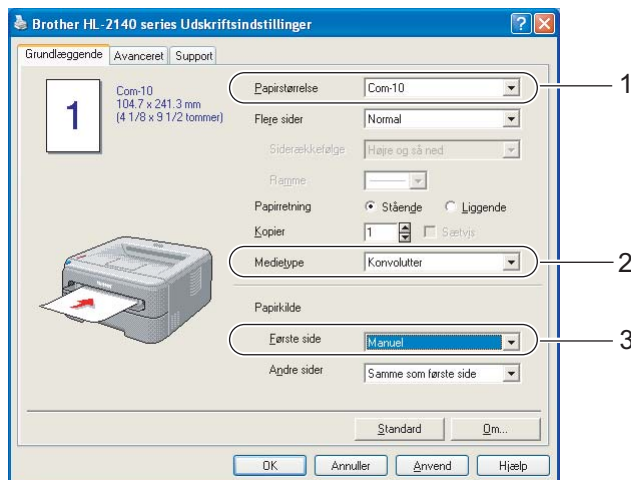 Brother HL-2140 series Udskriftsindstillinger
Grundlæggende Avanceret Support
1
Com-10
104.7 x 241.3 mm
(4 1/8 x 9 1/2 tommer)
Papirstørrelse Com-10 1
Flere sider Normal
Siderækkefølge Højre og så ned
Ramme
Papirretning Stående Liggende
Kopier 1 Sætvis
Medietype Konvolutter 2
Papirkilde
Første side Manuel 3
Andre sider Samme som første side
Standard Om...
OK Annuller Anvend Hjælp